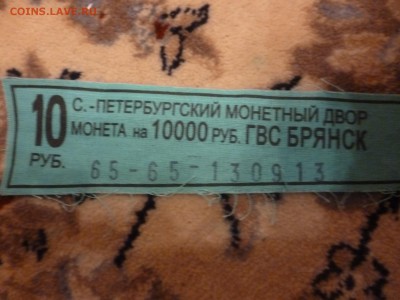 COINS.LAVE.RU
10 С.-ПЕТЕРБУРГСКИЙ МОНЕТНЫЙ ДВОР
РУБ. МОНЕТА на 10000 РУБ. ГВС БРЯНСК
65-65-130913